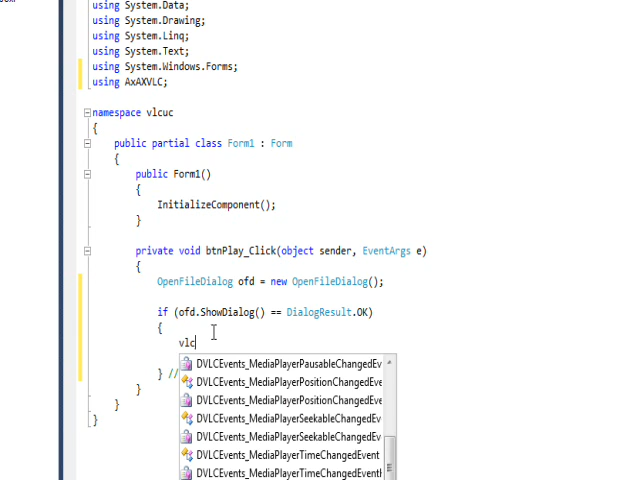 using System.Data;
using System.Drawing;
using System.Linq;
using System.Text;
using System.Windows.Forms;
using AxAXVLC;
namespace vlcuc
{
public partial class Form1 : Form
{
public Form1()
{
InitializeComponent();
}
private void btnPlay_Click(object sender, EventArgs e)
{
OpenFileDialog ofd = new OpenFileDialog();
if (ofd.ShowDialog() == DialogResult.OK)
{
vlc
DVLCEvents_MediaPlayerPausableChangedEv
} //
DVLCEvents_MediaPlayerPositionChangedEve
}
DVLCEvents_MediaPlayerPositionChangedEve
}
DVLCEvents_MediaPlayerSeekableChangedEv
}
DVLCEvents_MediaPlayerSeekableChangedEv
DVLCEvents_MediaPlayerTimeChangedEvent
DVLCEvents_MediaPlayerTimeChangedEventH